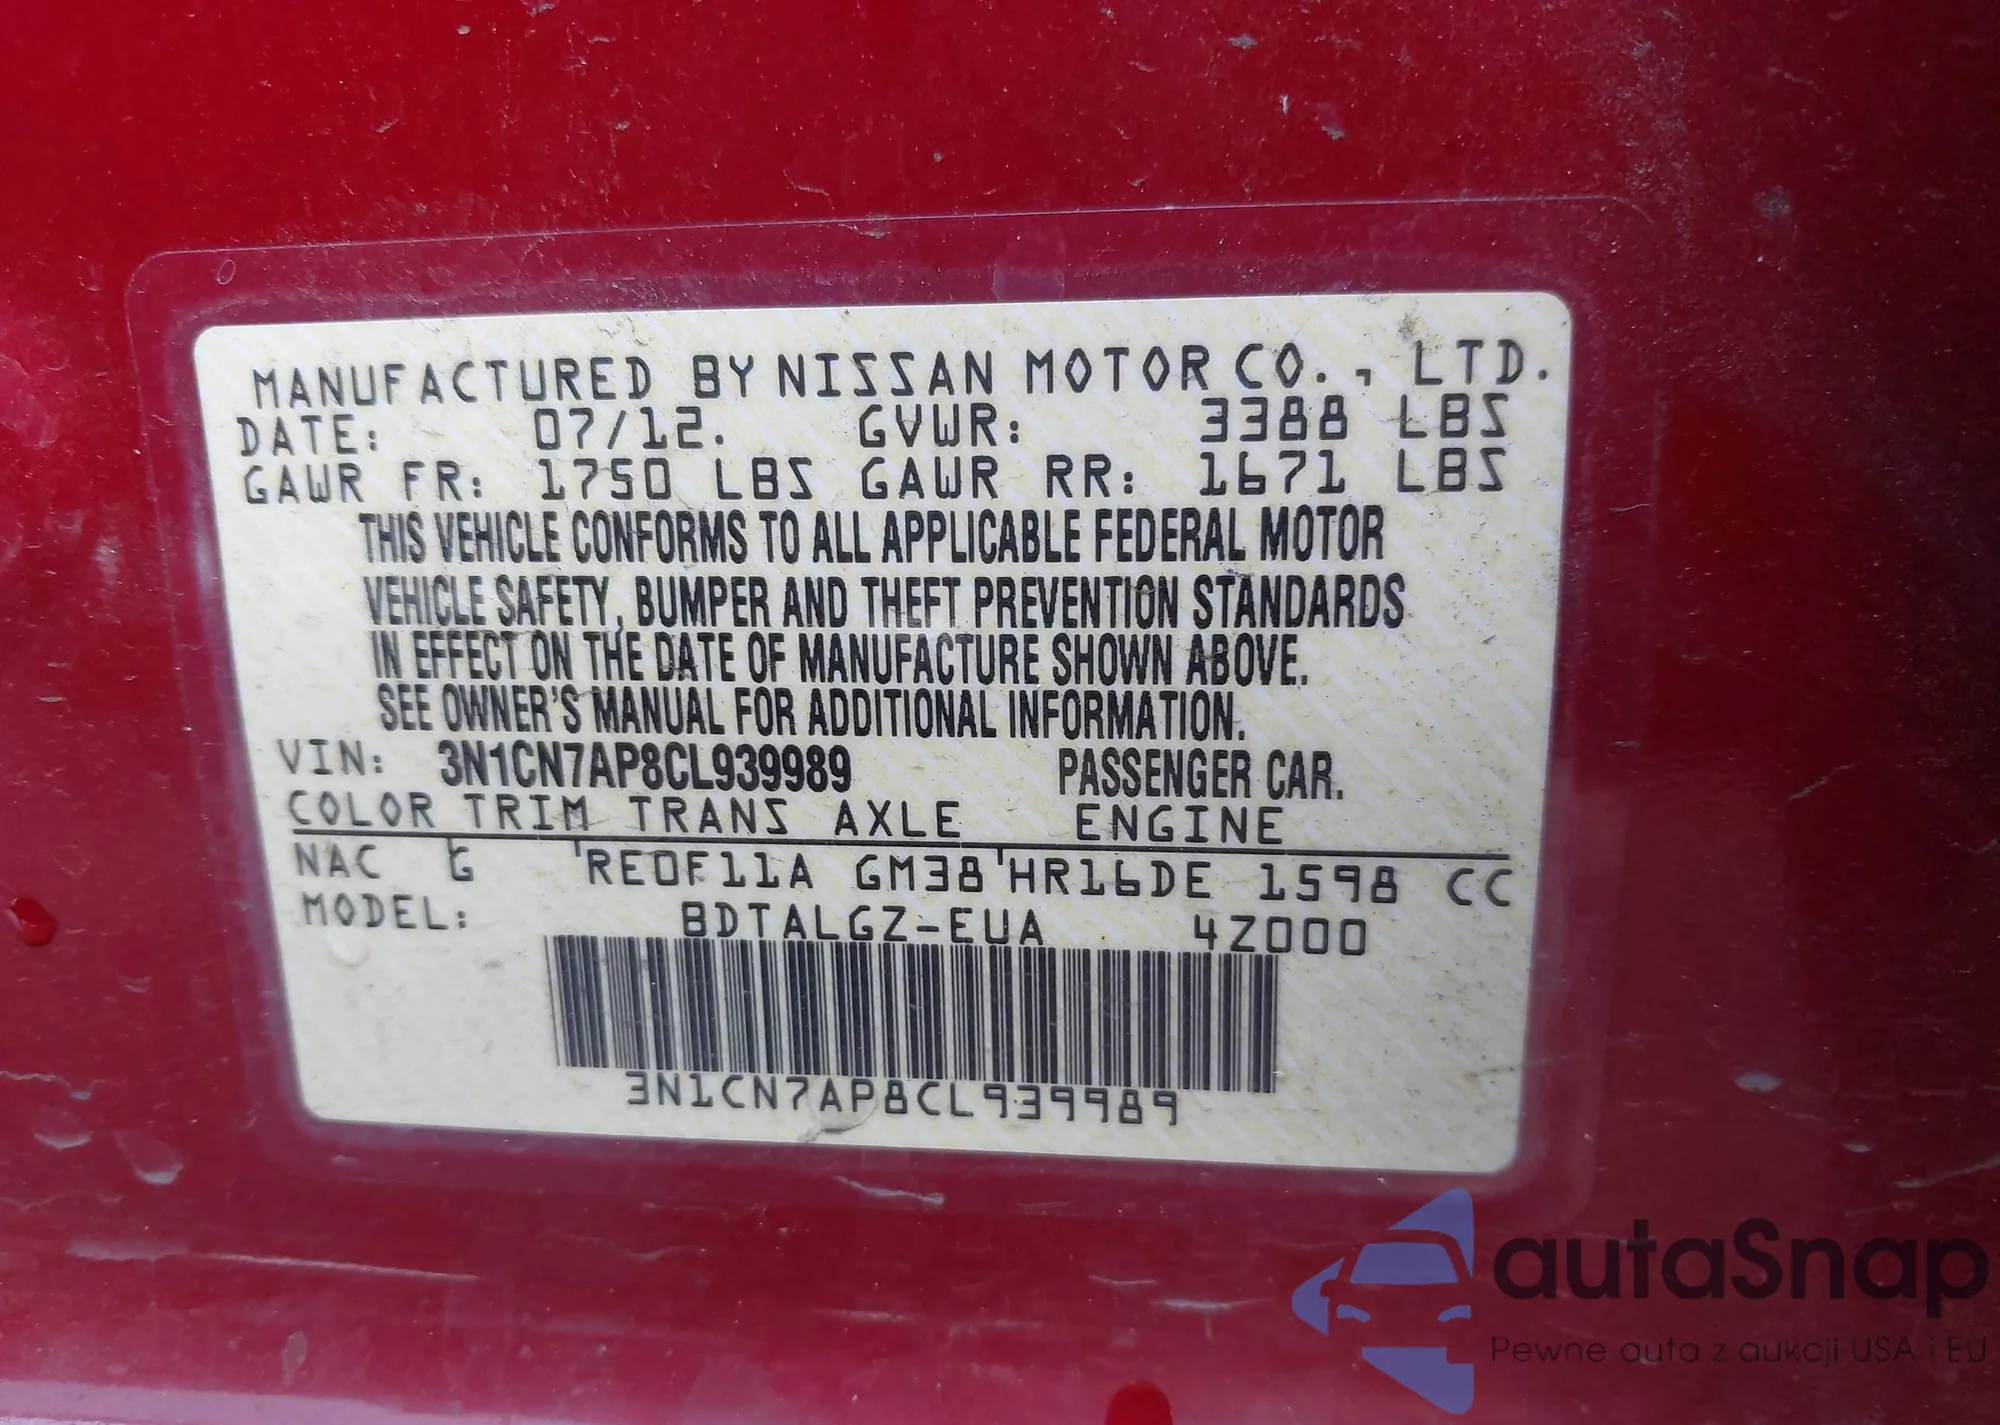 MANUFACTURED BY NISSAN MOTOR CO., LTD.
DATE: 07/12. GVWR: 3388 LBS
GAWR FR: 1750 LBS GAWR RR: 1671 LBS
THIS VEHICLE CONFORMS TO ALL APPLICABLE FEDERAL MOTOR
VEHICLE SAFETY, BUMPER AND THEFT PREVENTION STANDARDS
IN EFFECT ON THE DATE OF MANUFACTURE SHOWN ABOVE.
SEE OWNER'S MANUAL FOR ADDITIONAL INFORMATION.
VIN: 3N1CN7AP8CL939989 PASSENGER CAR.
COLOR TRIM TRANS AXLE ENGINE
NAC G RE0F11A GM38 HR16DE 1598 CC
MODEL: BDTALGZ-EUA 4Z000
3N1CN7AP8CL939989
autaSnap
Pewne auta z aukcji USA i EU